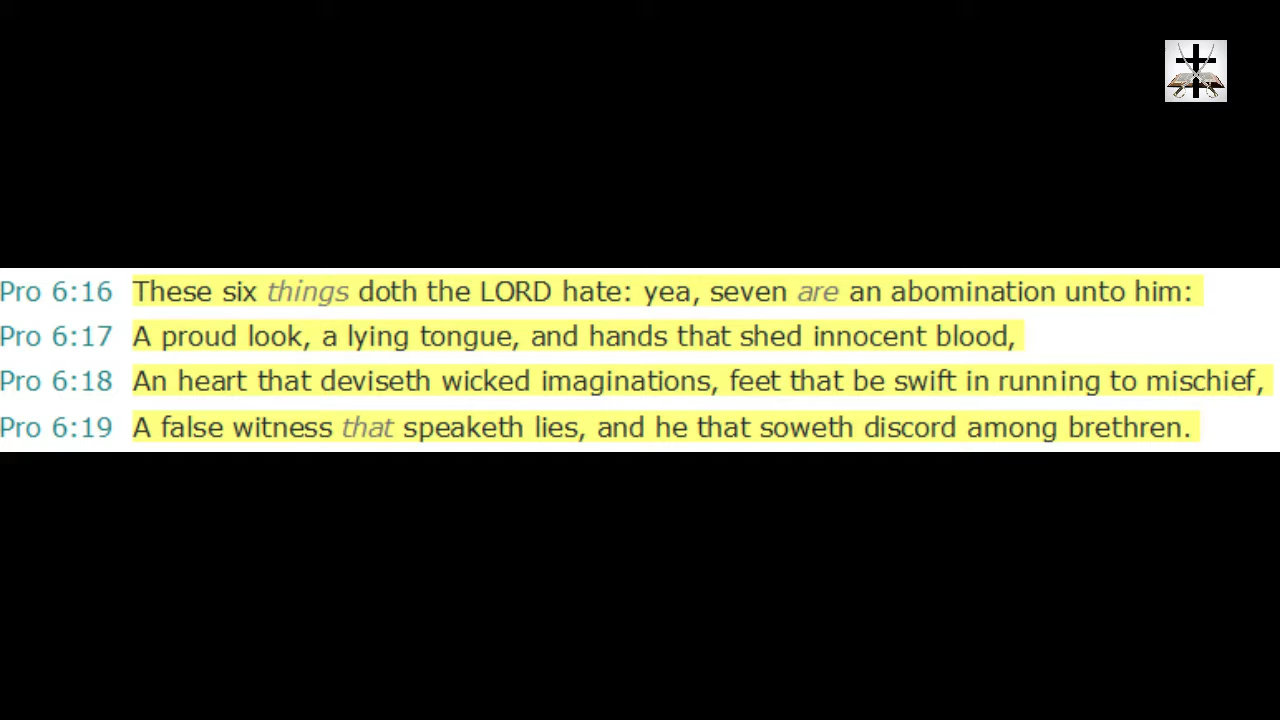 Pro 6:16 These six things doth the LORD hate: yea, seven are an abomination unto him:
Pro 6:17 A proud look, a lying tongue, and hands that shed innocent blood,
Pro 6:18 An heart that deviseth wicked imaginations, feet that be swift in running to mischief,
Pro 6:19 A false witness that speaketh lies, and he that soweth discord among brethren.